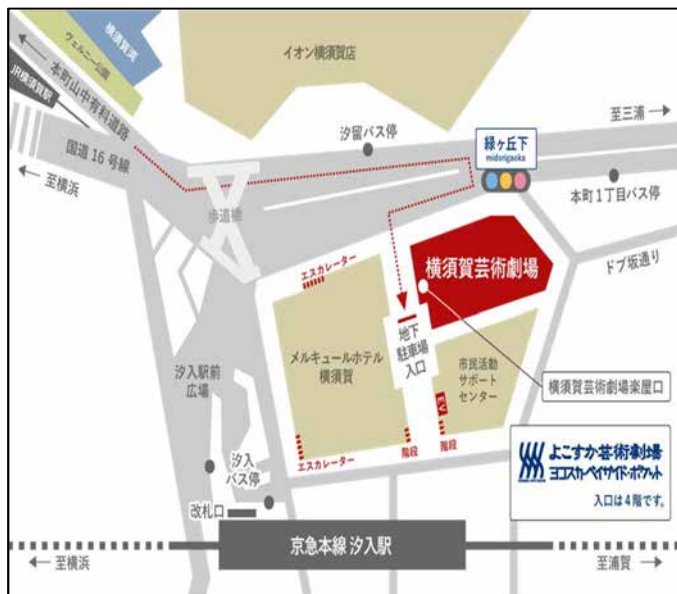 横須賀湾
ヴェルニー公園
JR横須賀駅
本町山中有料道路
国道16号線
至横浜
イオン横須賀店
汐留バス停
至三浦
緑ヶ丘下
midorigaoka
本町1丁目バス停
ドブ坂通り
歩道橋
エスカレーター
横須賀芸術劇場
メルキュールホテル
横須賀
地下
駐車場
入口
市民活動
サポート
センター
横須賀芸術劇場楽屋口
汐入駅前
広場
EV
階段
階段
エスカレーター
汐入
バス停
改札口
よこすか芸術劇場
ヨコスカ・ベイサイド・ポケット
入口は4階です。
京急本線 汐入駅
至横浜
至浦賀